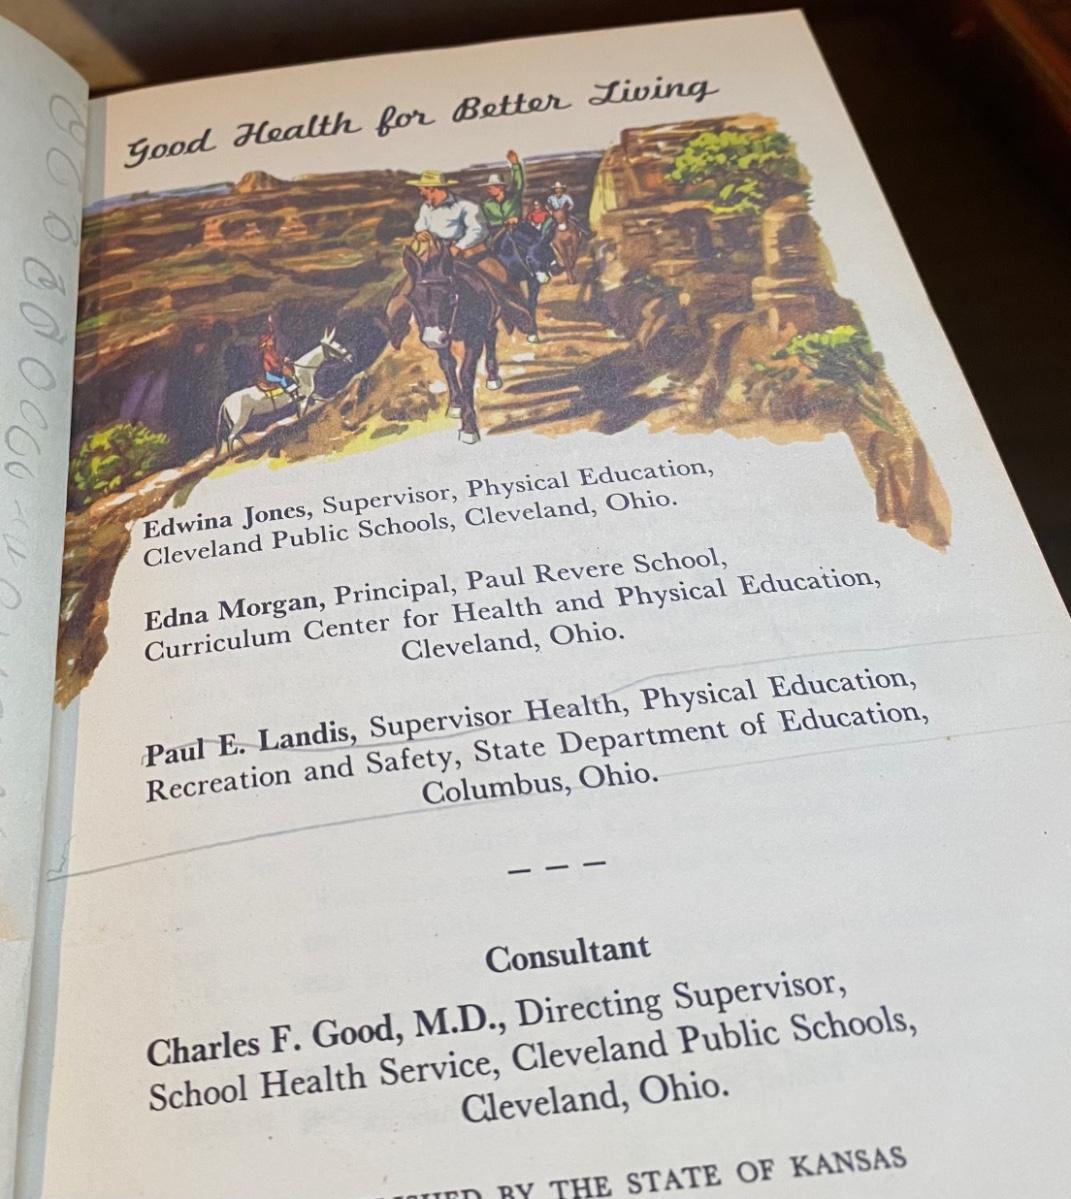 Good Health for Better Living
Edwina Jones, Supervisor, Physical Education,
Cleveland Public Schools, Cleveland, Ohio.
Edna Morgan, Principal, Paul Revere School,
Curriculum Center for Health and Physical Education,
Cleveland, Ohio.
Paul E. Landis, Supervisor Health, Physical Education,
Recreation and Safety, State Department of Education,
Columbus, Ohio.
– – –
Consultant
Charles F. Good, M.D., Directing Supervisor,
School Health Service, Cleveland Public Schools,
Cleveland, Ohio.
BY THE STATE OF KANSAS